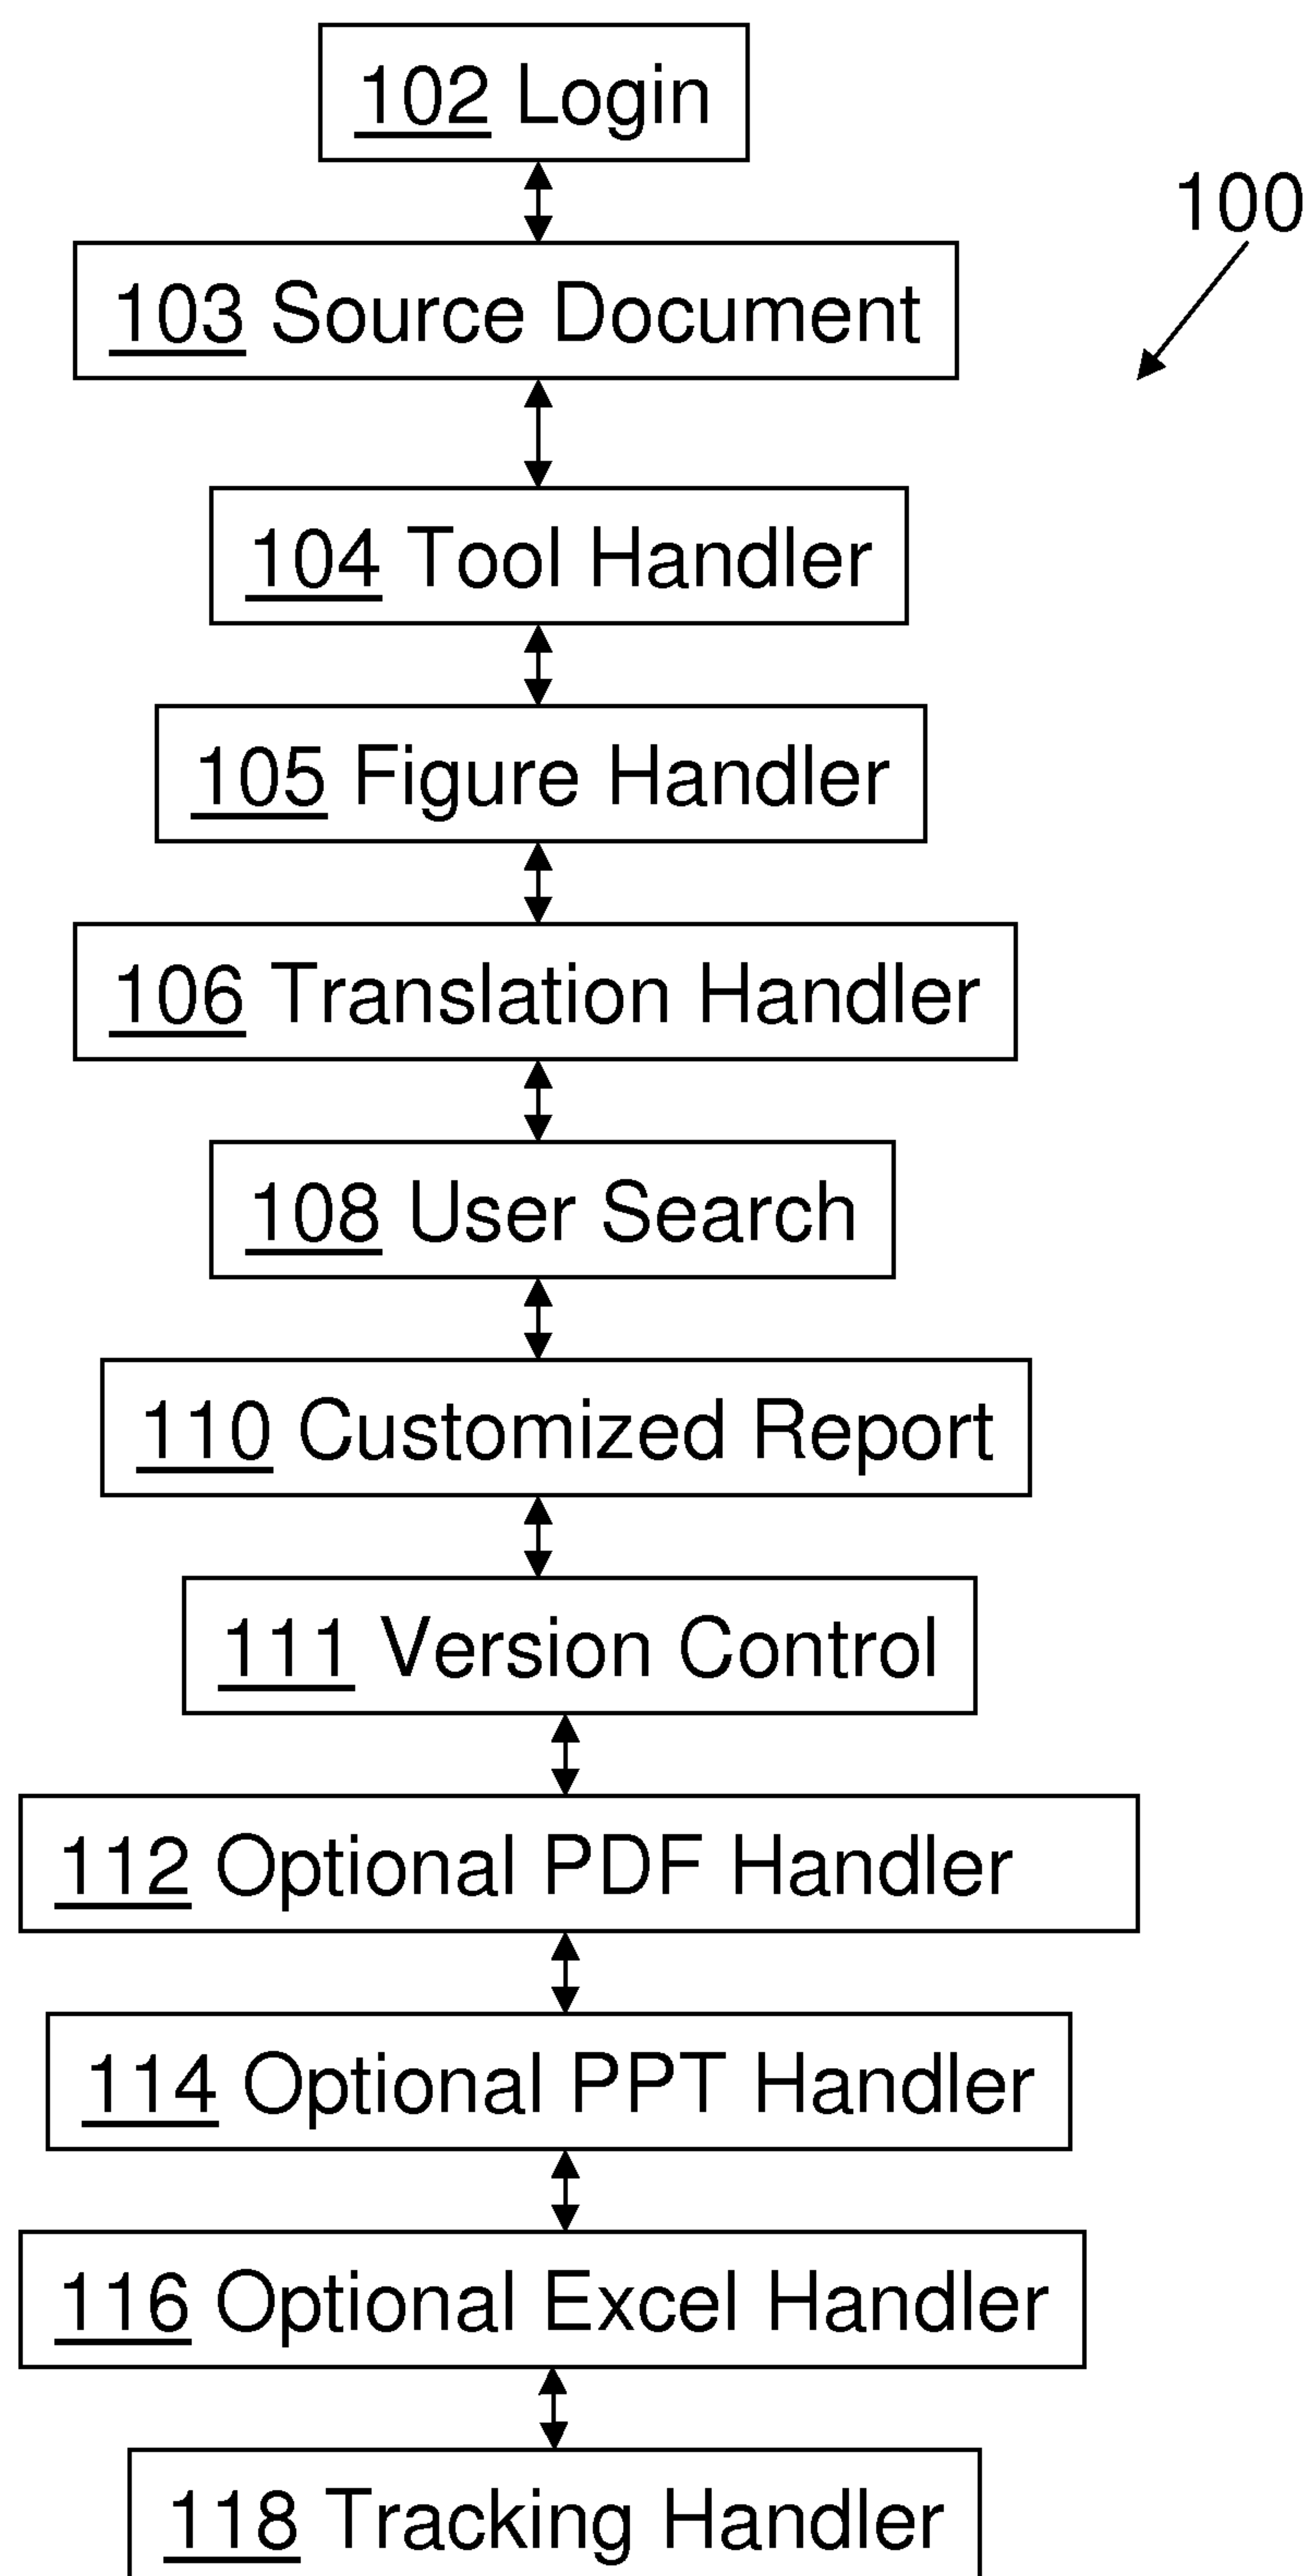 102 Login
100
103 Source Document
104 Tool Handler
105 Figure Handler
106 Translation Handler
108 User Search
110 Customized Report
111 Version Control
112 Optional PDF Handler
114 Optional PPT Handler
116 Optional Excel Handler
118 Tracking Handler